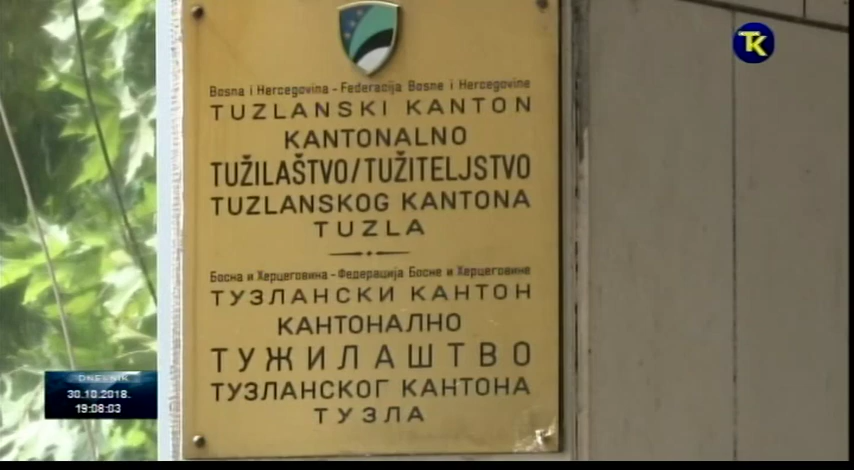 TK
Bosna i Hercegovina - Federacija Bosne i Hercegovine
TUZLANSKI KANTON
KANTONALNO
TUŽILAŠTVO/TUŽITELJSTVO
TUZLANSKOG KANTONA
TUZLA
Босна и Херцеговина - Федерација Босне и Херцеговине
ТУЗЛАНСКИ КАНТОН
КАНТОНАЛНО
ТУЖИЛАШТВО
ТУЗЛАНСКОГ КАНТОНА
ТУЗЛА
DNEVNIK
30.10.2018.
19:08:03